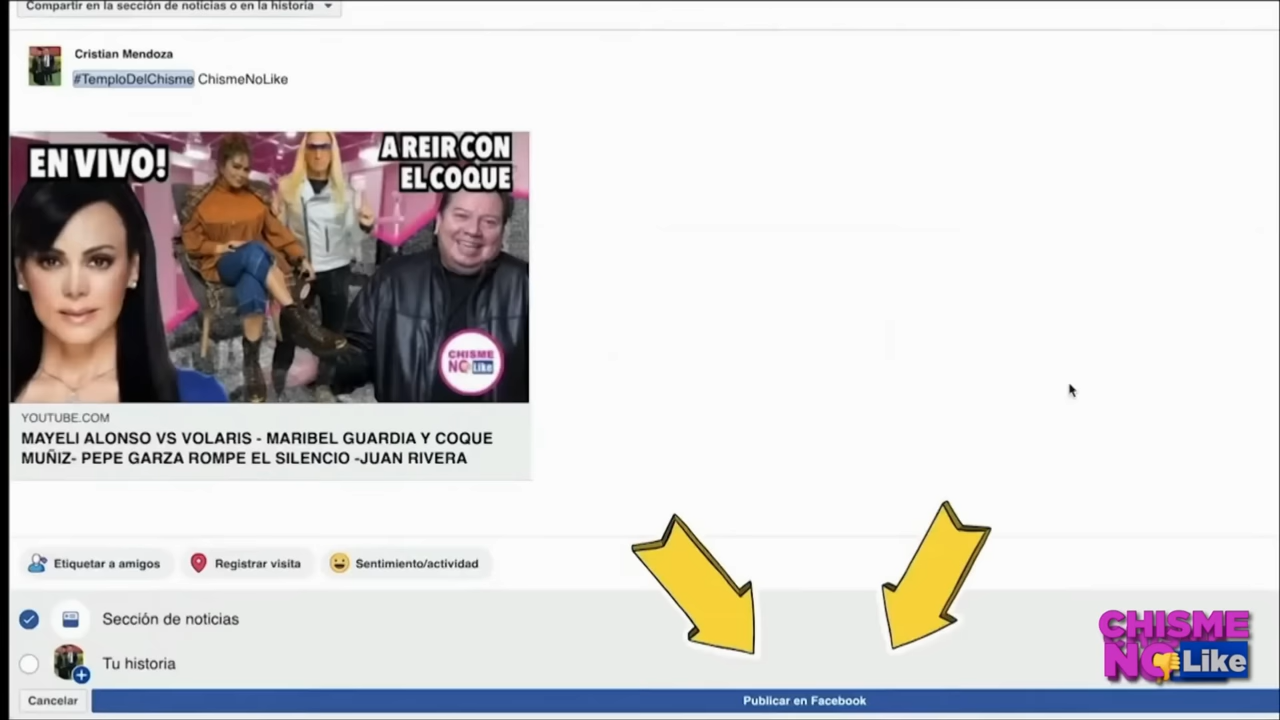 Compartir en la sección de noticias o en la historia
Cristian Mendoza
#TemploDelChisme ChismeNoLike
EN VIVO!
A REIR CON
EL COQUE
CHISME
NO Like
YOUTUBE.COM
MAYELI ALONSO VS VOLARIS - MARIBEL GUARDIA Y COQUE
MUÑIZ- PEPE GARZA ROMPE EL SILENCIO -JUAN RIVERA
Etiquetar a amigos
Registrar visita
Sentimiento/actividad
Sección de noticias
Tu historia
CHISME
NO Like
Cancelar
Publicar en Facebook